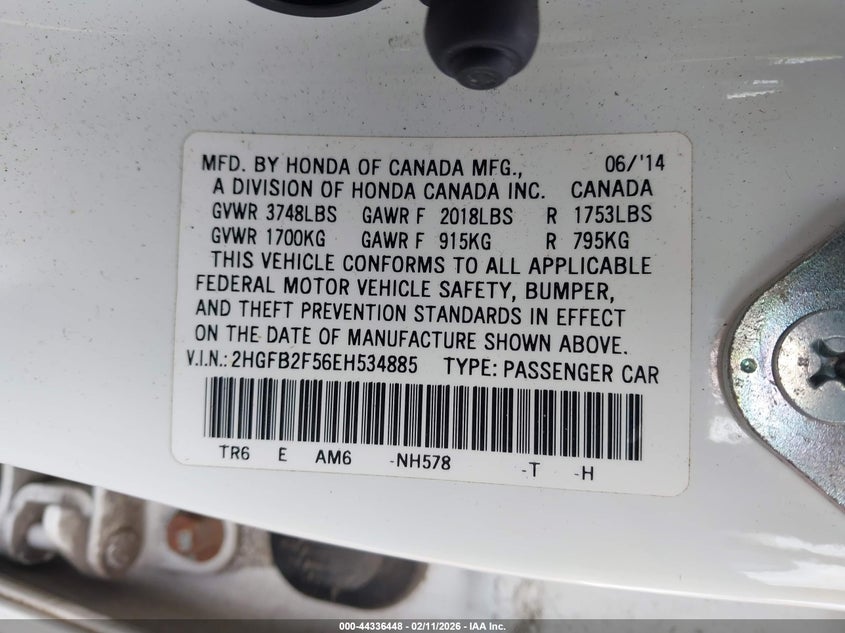 MFD. BY HONDA OF CANADA MFG., 06/'14
A DIVISION OF HONDA CANADA INC. CANADA
GVWR 3748LBS GAWR F 2018LBS R 1753LBS
GVWR 1700KG GAWR F 915KG R 795KG
THIS VEHICLE CONFORMS TO ALL APPLICABLE
FEDERAL MOTOR VEHICLE SAFETY, BUMPER,
AND THEFT PREVENTION STANDARDS IN EFFECT
ON THE DATE OF MANUFACTURE SHOWN ABOVE.
V.I.N.: 2HGFB2F56EH534885 TYPE: PASSENGER CAR
TR6 E AM6 -NH578 -T -H
000-44336448 - 02/11/2026 - IAA Inc.